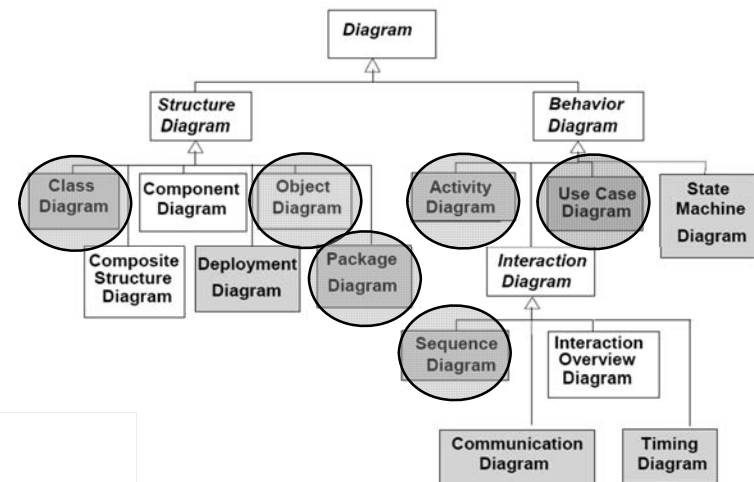 Diagram
Structure
Diagram
Behavior
Diagram
Class
Diagram
Component
Diagram
Object
Diagram
Activity
Diagram
Use Case
Diagram
State
Machine
Diagram
Composite
Structure
Diagram
Deployment
Diagram
Package
Diagram
Interaction
Diagram
Sequence
Diagram
Interaction
Overview
Diagram
Communication
Diagram
Timing
Diagram